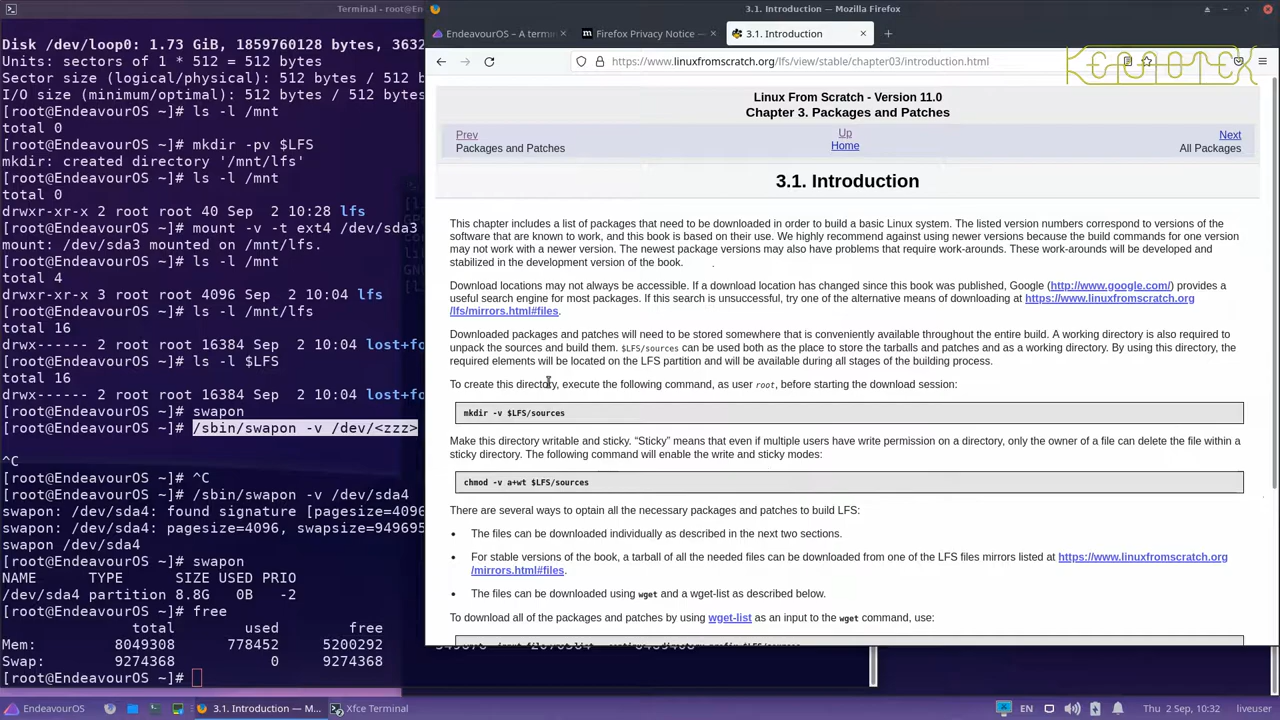 Terminal - root@En
3.1. Introduction — Mozilla Firefox
EndeavourOS – A term
Firefox Privacy Notice —
3.1. Introduction
https://www.linuxfromscratch.org/lfs/view/stable/chapter03/introduction.html
KEWLOTEK
Disk /dev/loop0: 1.73 GiB, 1859760128 bytes, 3632
Units: sectors of 1 * 512 = 512 bytes
Sector size (logical/physical): 512 bytes / 512 b
I/O size (minimum/optimal): 512 bytes / 512 bytes
[root@EndeavourOS ~]# ls -l /mnt
total 0
[root@EndeavourOS ~]# mkdir -pv $LFS
mkdir: created directory '/mnt/lfs'
[root@EndeavourOS ~]# ls -l /mnt
total 0
drwxr-xr-x 2 root root 40 Sep  2 10:28 lfs
[root@EndeavourOS ~]# mount -v -t ext4 /dev/sda3
mount: /dev/sda3 mounted on /mnt/lfs.
[root@EndeavourOS ~]# ls -l /mnt
total 4
drwxr-xr-x 3 root root 4096 Sep  2 10:04 lfs
[root@EndeavourOS ~]# ls -l /mnt/lfs
total 16
drwx------ 2 root root 16384 Sep  2 10:04 lost+fo
[root@EndeavourOS ~]# ls -l $LFS
total 16
drwx------ 2 root root 16384 Sep  2 10:04 lost+fo
[root@EndeavourOS ~]# swapon
[root@EndeavourOS ~]# /sbin/swapon -v /dev/<zzz>
^C
[root@EndeavourOS ~]# ^C
[root@EndeavourOS ~]# /sbin/swapon -v /dev/sda4
swapon: /dev/sda4: found signature [pagesize=4096
swapon: /dev/sda4: pagesize=4096, swapsize=949695
swapon /dev/sda4
[root@EndeavourOS ~]# swapon
NAME      TYPE      SIZE USED PRIO
/dev/sda4 partition 8.8G   0B   -2
[root@EndeavourOS ~]# free
total        used        free
Mem:         8049308      778452     5200292
Swap:        9274368           0     9274368
[root@EndeavourOS ~]#
Linux From Scratch - Version 11.0
Chapter 3. Packages and Patches
Prev Up Next
Packages and Patches Home All Packages
3.1. Introduction
This chapter includes a list of packages that need to be downloaded in order to build a basic Linux system. The listed version numbers correspond to versions of the
software that are known to work, and this book is based on their use. We highly recommend against using newer versions because the build commands for one version
may not work with a newer version. The newest package versions may also have problems that require work-arounds. These work-arounds will be developed and
stabilized in the development version of the book.
Download locations may not always be accessible. If a download location has changed since this book was published, Google (http://www.google.com/) provides a
useful search engine for most packages. If this search is unsuccessful, try one of the alternative means of downloading at https://www.linuxfromscratch.org
/lfs/mirrors.html#files.
Downloaded packages and patches will need to be stored somewhere that is conveniently available throughout the entire build. A working directory is also required to
unpack the sources and build them. $LFS/sources can be used both as the place to store the tarballs and patches and as a working directory. By using this directory, the
required elements will be located on the LFS partition and will be available during all stages of the building process.
To create this directory, execute the following command, as user root, before starting the download session:
mkdir -v $LFS/sources
Make this directory writable and sticky. “Sticky” means that even if multiple users have write permission on a directory, only the owner of a file can delete the file within a
sticky directory. The following command will enable the write and sticky modes:
chmod -v a+wt $LFS/sources
There are several ways to optain all the necessary packages and patches to build LFS:
• The files can be downloaded individually as described in the next two sections.
• For stable versions of the book, a tarball of all the needed files can be downloaded from one of the LFS files mirrors listed at https://www.linuxfromscratch.org
/mirrors.html#files.
• The files can be downloaded using wget and a wget-list as described below.
To download all of the packages and patches by using wget-list as an input to the wget command, use:
EndeavourOS
3.1. Introduction — M...
Xfce Terminal
EN
Thu 2 Sep, 10:32
liveuser